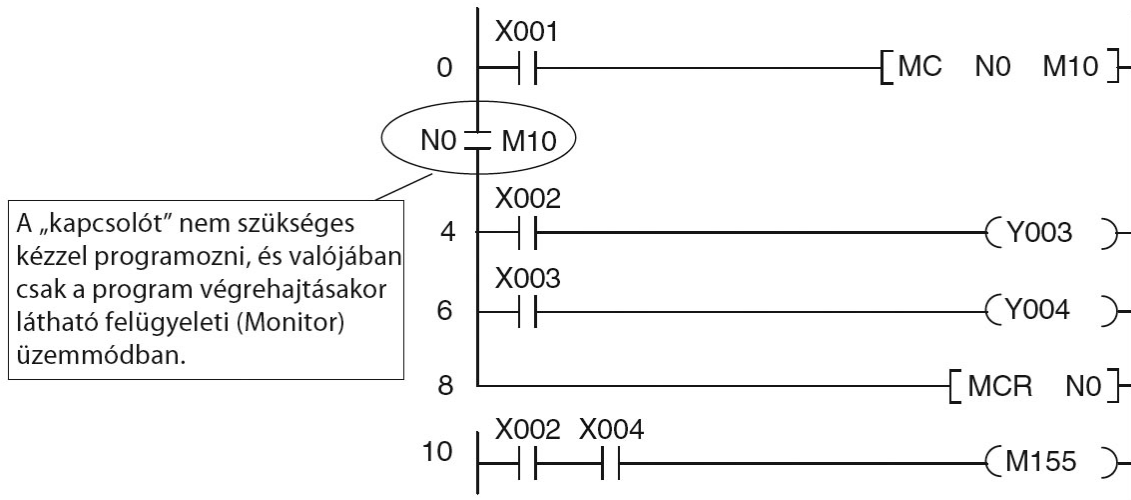 X001
0 MC N0 M10
N0 M10
A „kapcsolót” nem szükséges
kézzel programozni, és valójában
csak a program végrehajtásakor
látható felügyeleti (Monitor)
üzemmódban.
X002
4 Y003
X003
6 Y004
8 MCR N0
X002 X004
10 M155